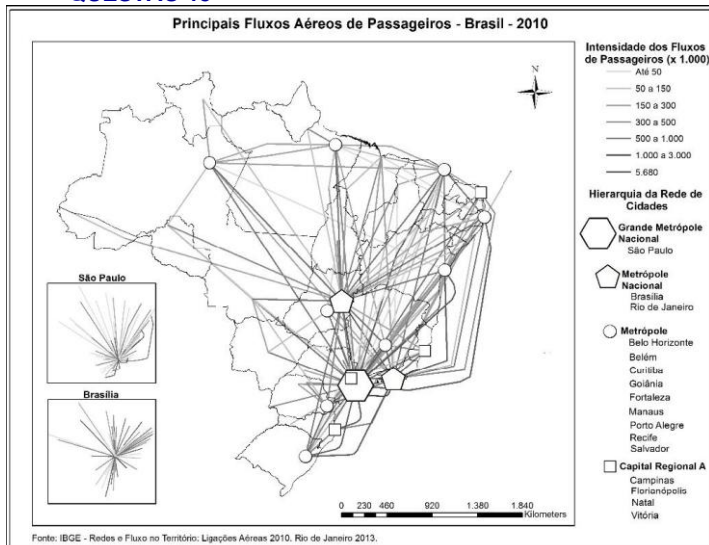 Principais Fluxos Aéreos de Passageiros - Brasil - 2010
Intensidade dos Fluxos
de Passageiros (x 1.000)
Até 50
50 a 150
150 a 300
300 a 500
500 a 1.000
1.000 a 3.000
5.680
Hierarquia da Rede de
Cidades
Grande Metrópole
Nacional
São Paulo
Metrópole
Nacional
Brasília
Rio de Janeiro
Metrópole
Belo Horizonte
Belém
Curitiba
Goiânia
Fortaleza
Manaus
Porto Alegre
Recife
Salvador
Capital Regional A
Campinas
Florianópolis
Natal
Vitória
São Paulo
Brasília
N
0 230 460 920 1.380 1.840
Kilometers
Fonte: IBGE - Redes e Fluxo no Território: Ligações Aéreas 2010. Rio de Janeiro 2013.